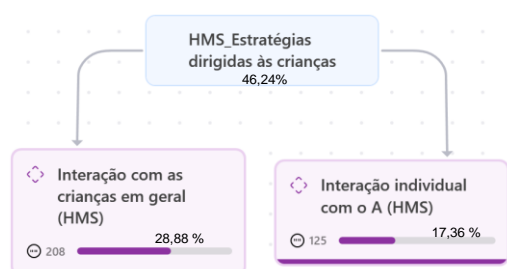 HMS_Estratégias
dirigidas às crianças
46,24%
Interação com as
crianças em geral
(HMS)
208
28,88 %
Interação individual
com o A (HMS)
125
17,36 %